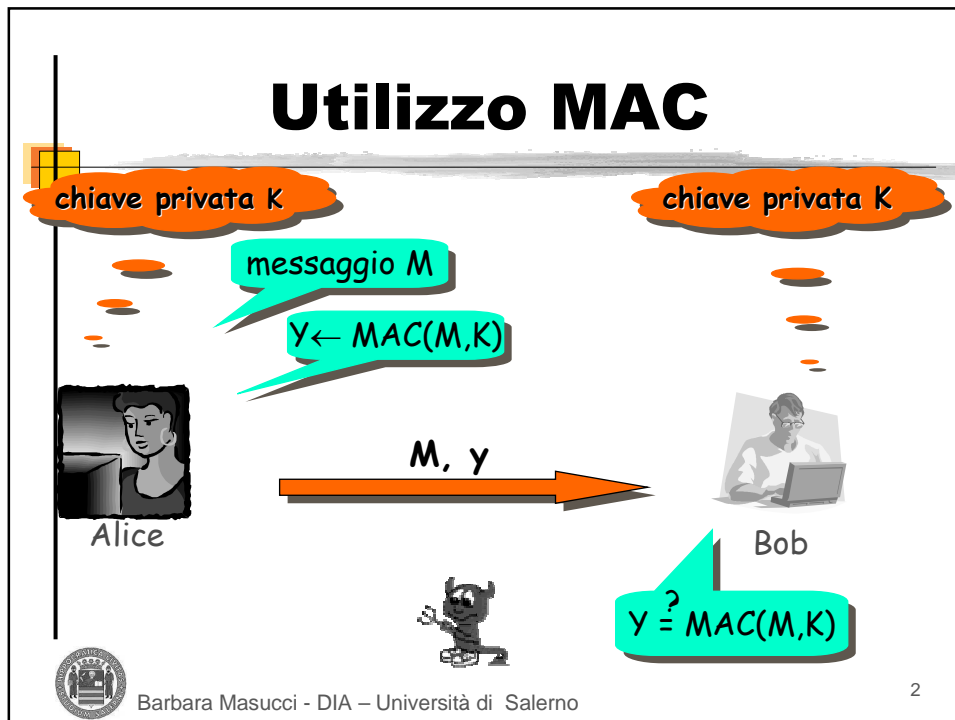 Utilizzo MAC
chiave privata K
chiave privata K
messaggio M
Y← MAC(M,K)
M, y
Alice
Bob
?
Y = MAC(M,K)
Barbara Masucci - DIA – Università di Salerno
2